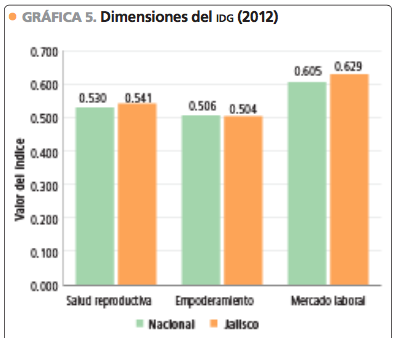 • GRÁFICA 5. Dimensiones del IDG (2012)
0.700
0.600
0.500
0.400
0.300
0.200
0.100
0.000
Valor del índice
0.530 0.541
0.506 0.504
0.605 0.629
Salud reproductiva Empoderamiento Mercado laboral
Nacional Jalisco